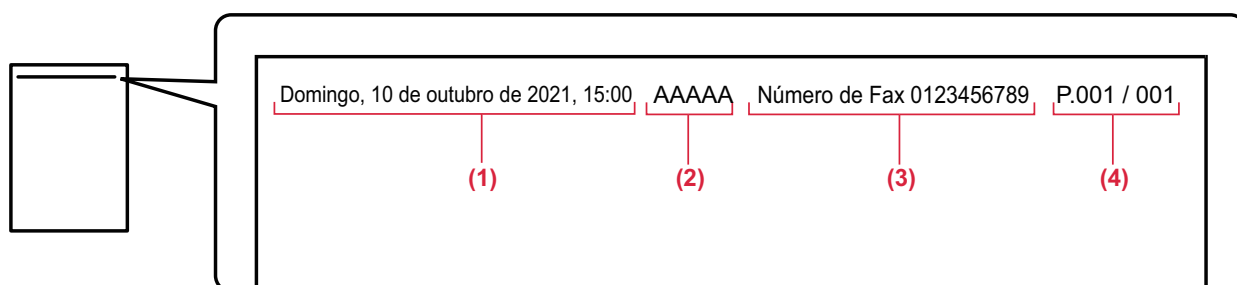 Domingo, 10 de outubro de 2021, 15:00 AAAAA Número de Fax 0123456789 P.001 / 001
(1) (2) (3) (4)